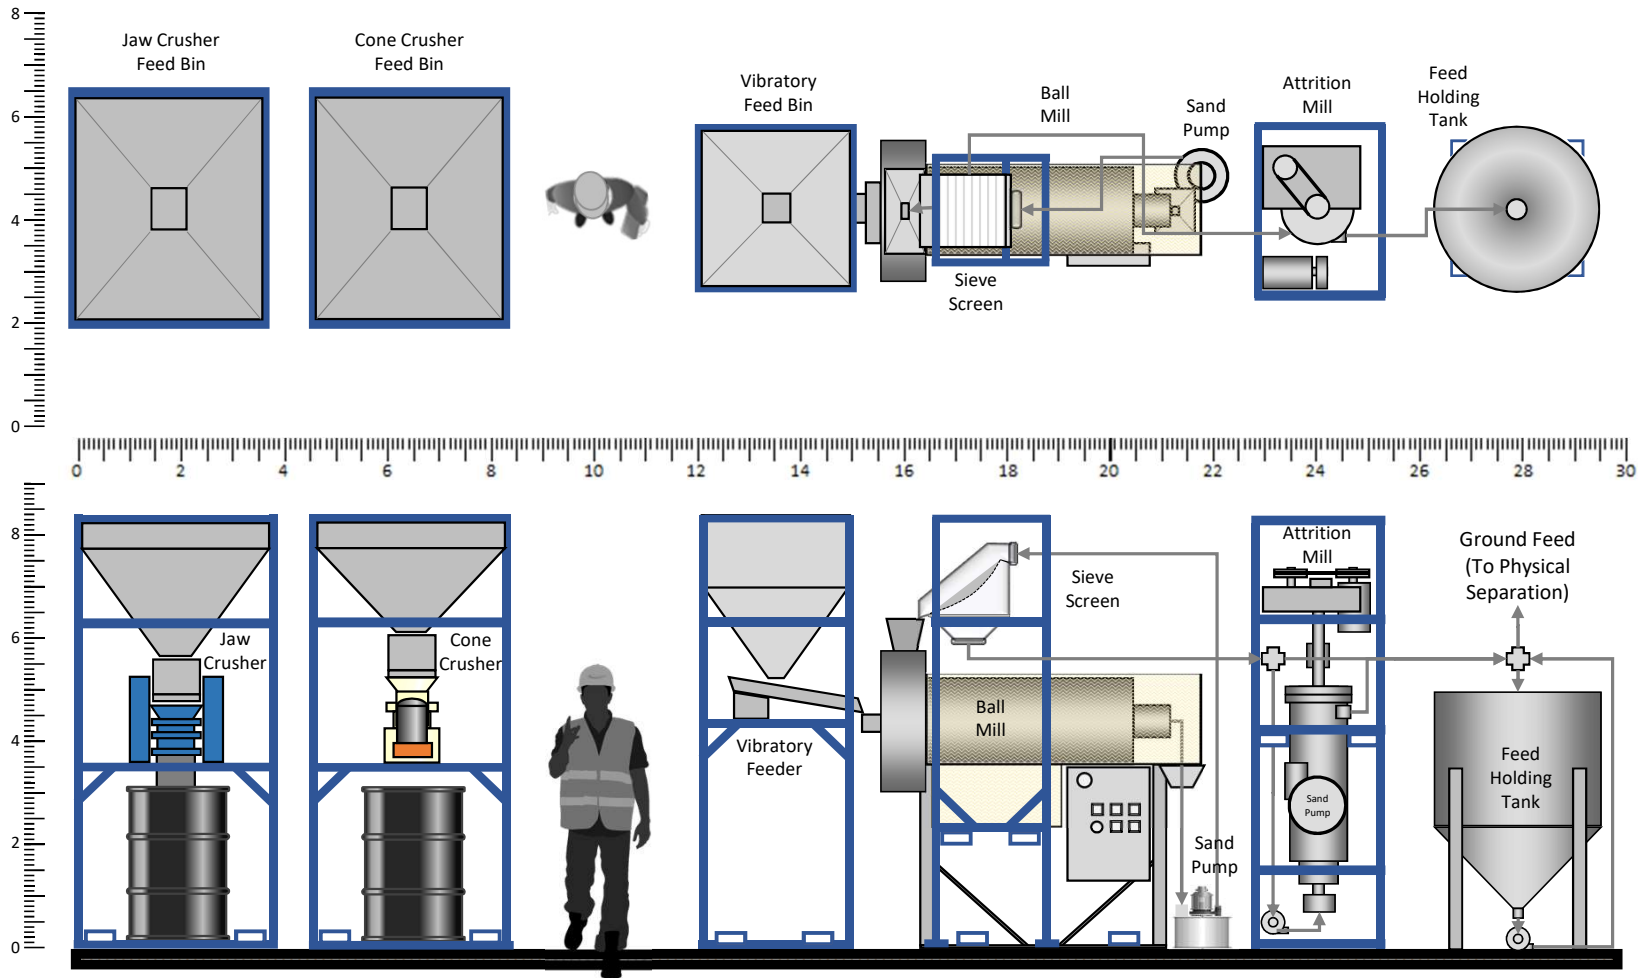 8
6
4
2
0
Jaw Crusher
Feed Bin
Cone Crusher
Feed Bin
Vibratory
Feed Bin
Ball
Mill
Sand
Pump
Attrition
Mill
Feed
Holding
Tank
Sieve
Screen
0 2 4 6 8 10 12 14 16 18 20 22 24 26 28 30
8
6
4
2
0
Jaw
Crusher
Cone
Crusher
Vibratory
Feeder
Ball
Mill
Sieve
Screen
Sand
Pump
Attrition
Mill
Sand
Pump
Ground Feed
(To Physical
Separation)
Feed
Holding
Tank